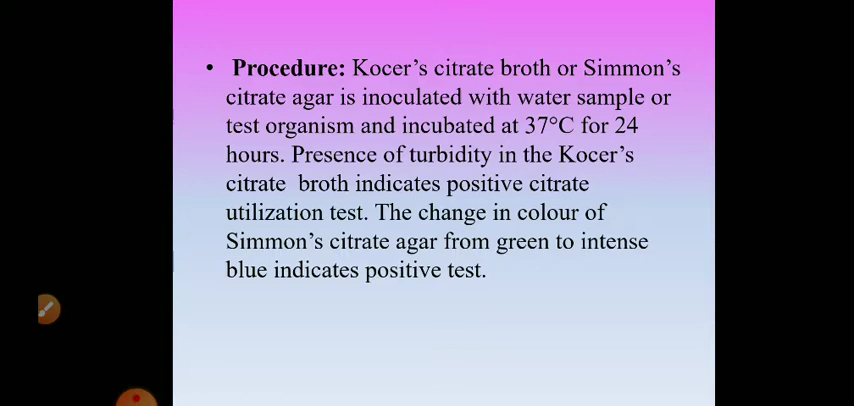 • Procedure: Kocer's citrate broth or Simmon's
citrate agar is inoculated with water sample or
test organism and incubated at 37°C for 24
hours. Presence of turbidity in the Kocer's
citrate  broth indicates positive citrate
utilization test. The change in colour of
Simmon's citrate agar from green to intense
blue indicates positive test.